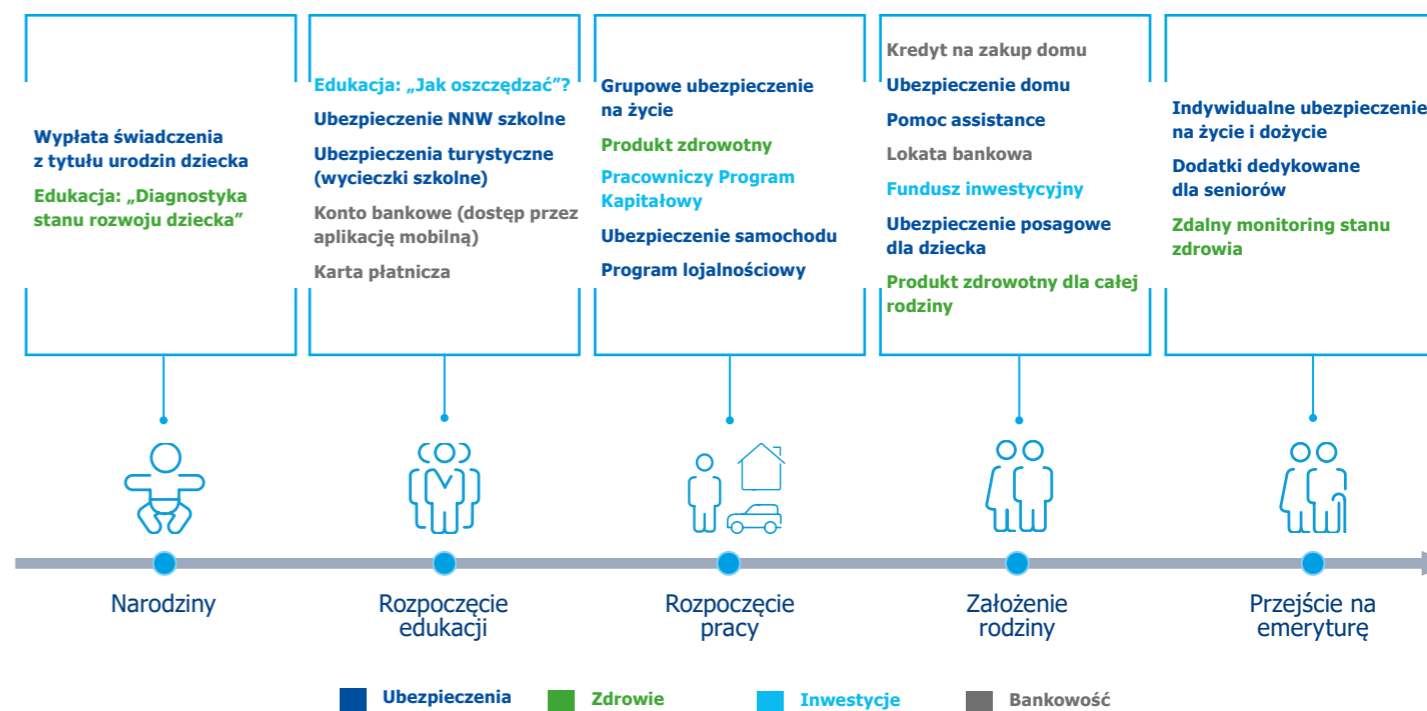 Wypłata świadczenia
z tytułu urodzin dziecka
Edukacja: „Diagnostyka
stanu rozwoju dziecka”
Edukacja: „Jak oszczędzać”?
Ubezpieczenie NNW szkolne
Ubezpieczenia turystyczne
(wycieczki szkolne)
Konto bankowe (dostęp przez
aplikację mobilną)
Karta płatnicza
Grupowe ubezpieczenie
na życie
Produkt zdrowotny
Pracowniczy Program
Kapitałowy
Ubezpieczenie samochodu
Program lojalnościowy
Kredyt na zakup domu
Ubezpieczenie domu
Pomoc assistance
Lokata bankowa
Fundusz inwestycyjny
Ubezpieczenie posagowe
dla dziecka
Produkt zdrowotny dla całej
rodziny
Indywidualne ubezpieczenie
na życie i dożycie
Dodatki dedykowane
dla seniorów
Zdalny monitoring stanu
zdrowia
Narodziny
Rozpoczęcie
edukacji
Rozpoczęcie
pracy
Założenie
rodziny
Przejście na
emeryturę
Ubezpieczenia
Zdrowie
Inwestycje
Bankowość